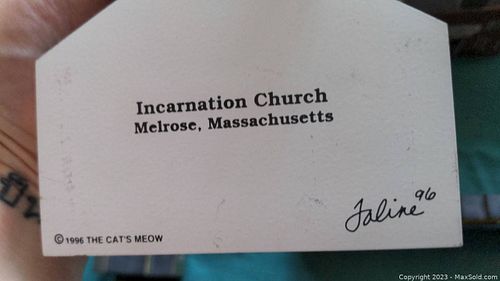 Incarnation Church
Melrose, Massachusetts
Faline 96
© 1996 THE CAT'S MEOW
Copyright 2023 - MaxSold.com